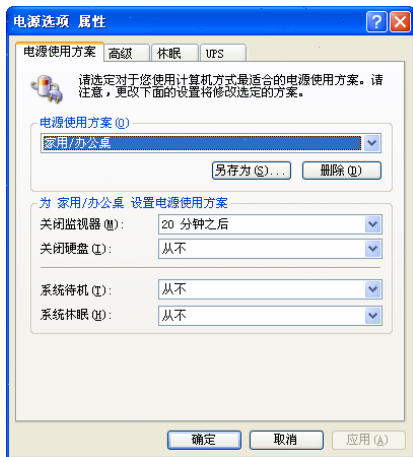 电源选项 属性
电源使用方案 高级 休眠 UPS
请选定对于您使用计算机方式最适合的电源使用方案。请
注意，更改下面的设置将修改选定的方案。
电源使用方案(O)
家用/办公桌
另存为(S)... 删除(D)
为 家用/办公桌 设置电源使用方案
关闭监视器(M): 20 分钟之后
关闭硬盘(I): 从不
系统待机(T): 从不
系统休眠(H): 从不
确定 取消 应用(A)